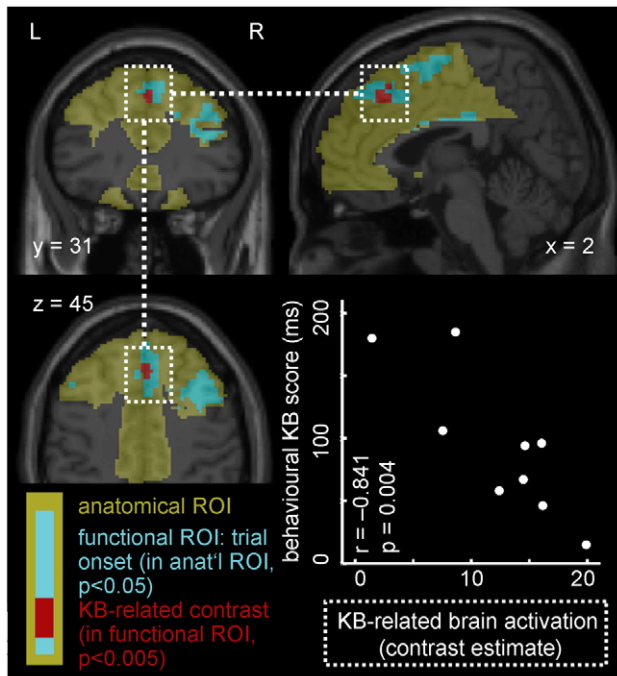 L
R
y = 31
x = 2
z = 45
anatomical ROI
functional ROI: trial
onset (in anat'l ROI,
p<0.05)
KB-related contrast
(in functional ROI,
p<0.005)
behavioural KB score (ms)
200
100
0
r = −0.841
p = 0.004
0
10
20
KB-related brain activation
(contrast estimate)